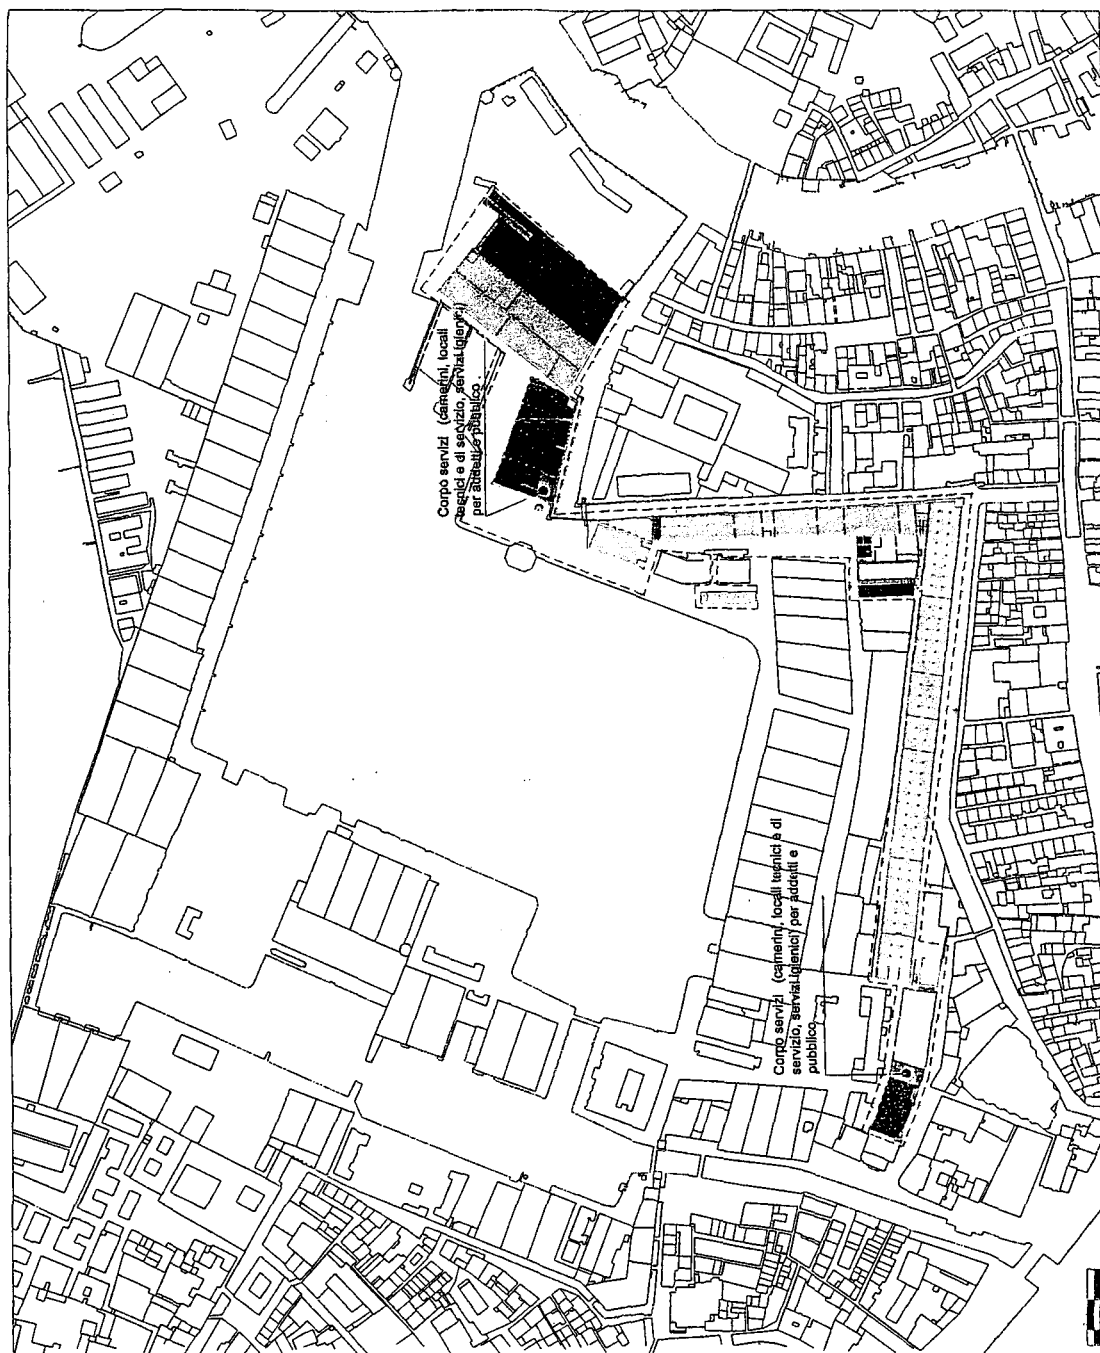 Corpo servizi (camerini, locali
tecnici e di servizio, servizi igienici)
per addetti e pubblico
Corpo servizi (camerini, locali tecnici e di
servizio, servizi igienici) per addetti e
pubblico